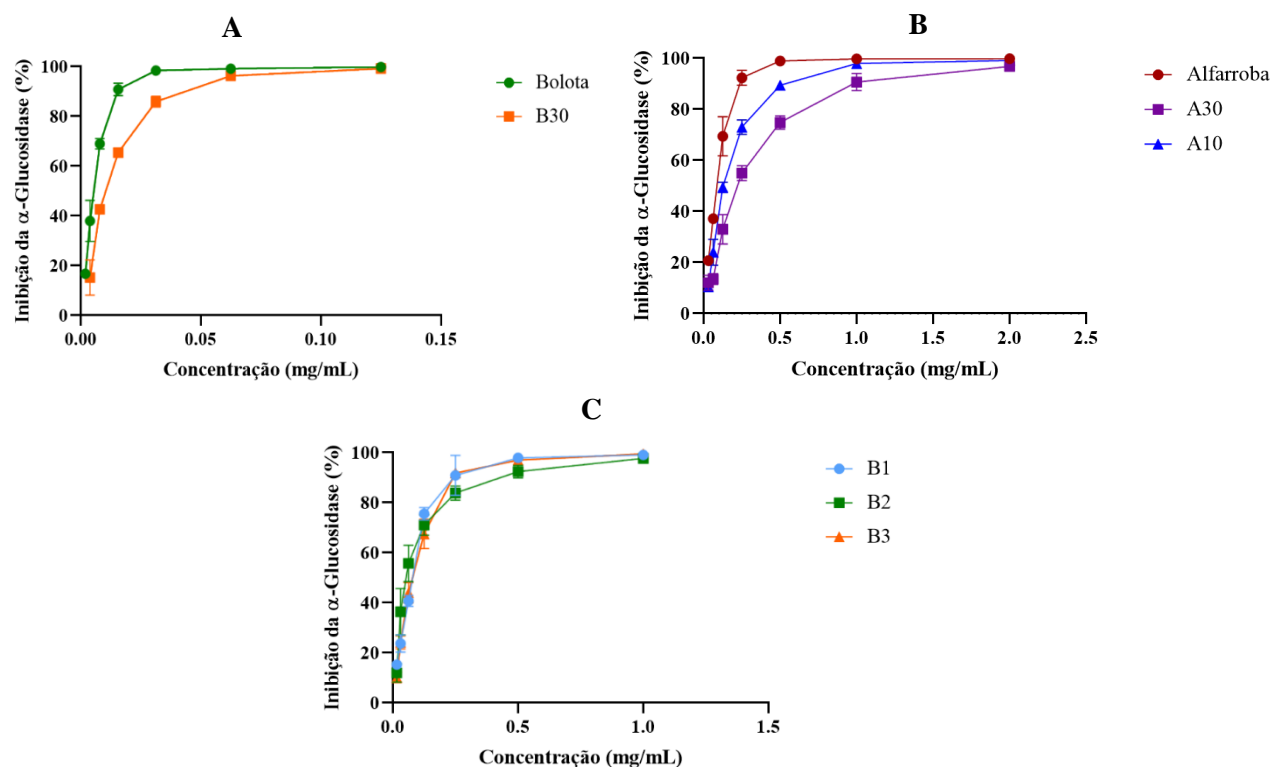 A
Inibição da α-Glucosidase (%)
100
80
60
40
20
0
0.00
0.05
0.10
0.15
Concentração (mg/mL)
Bolota
B30
B
Inibição da α-Glucosidase (%)
100
80
60
40
20
0
0.0
0.5
1.0
1.5
2.0
2.5
Concentração (mg/mL)
Alfarroba
A30
A10
C
Inibição da α-Glucosidase (%)
100
80
60
40
20
0
0.0
0.5
1.0
1.5
Concentração (mg/mL)
B1
B2
B3